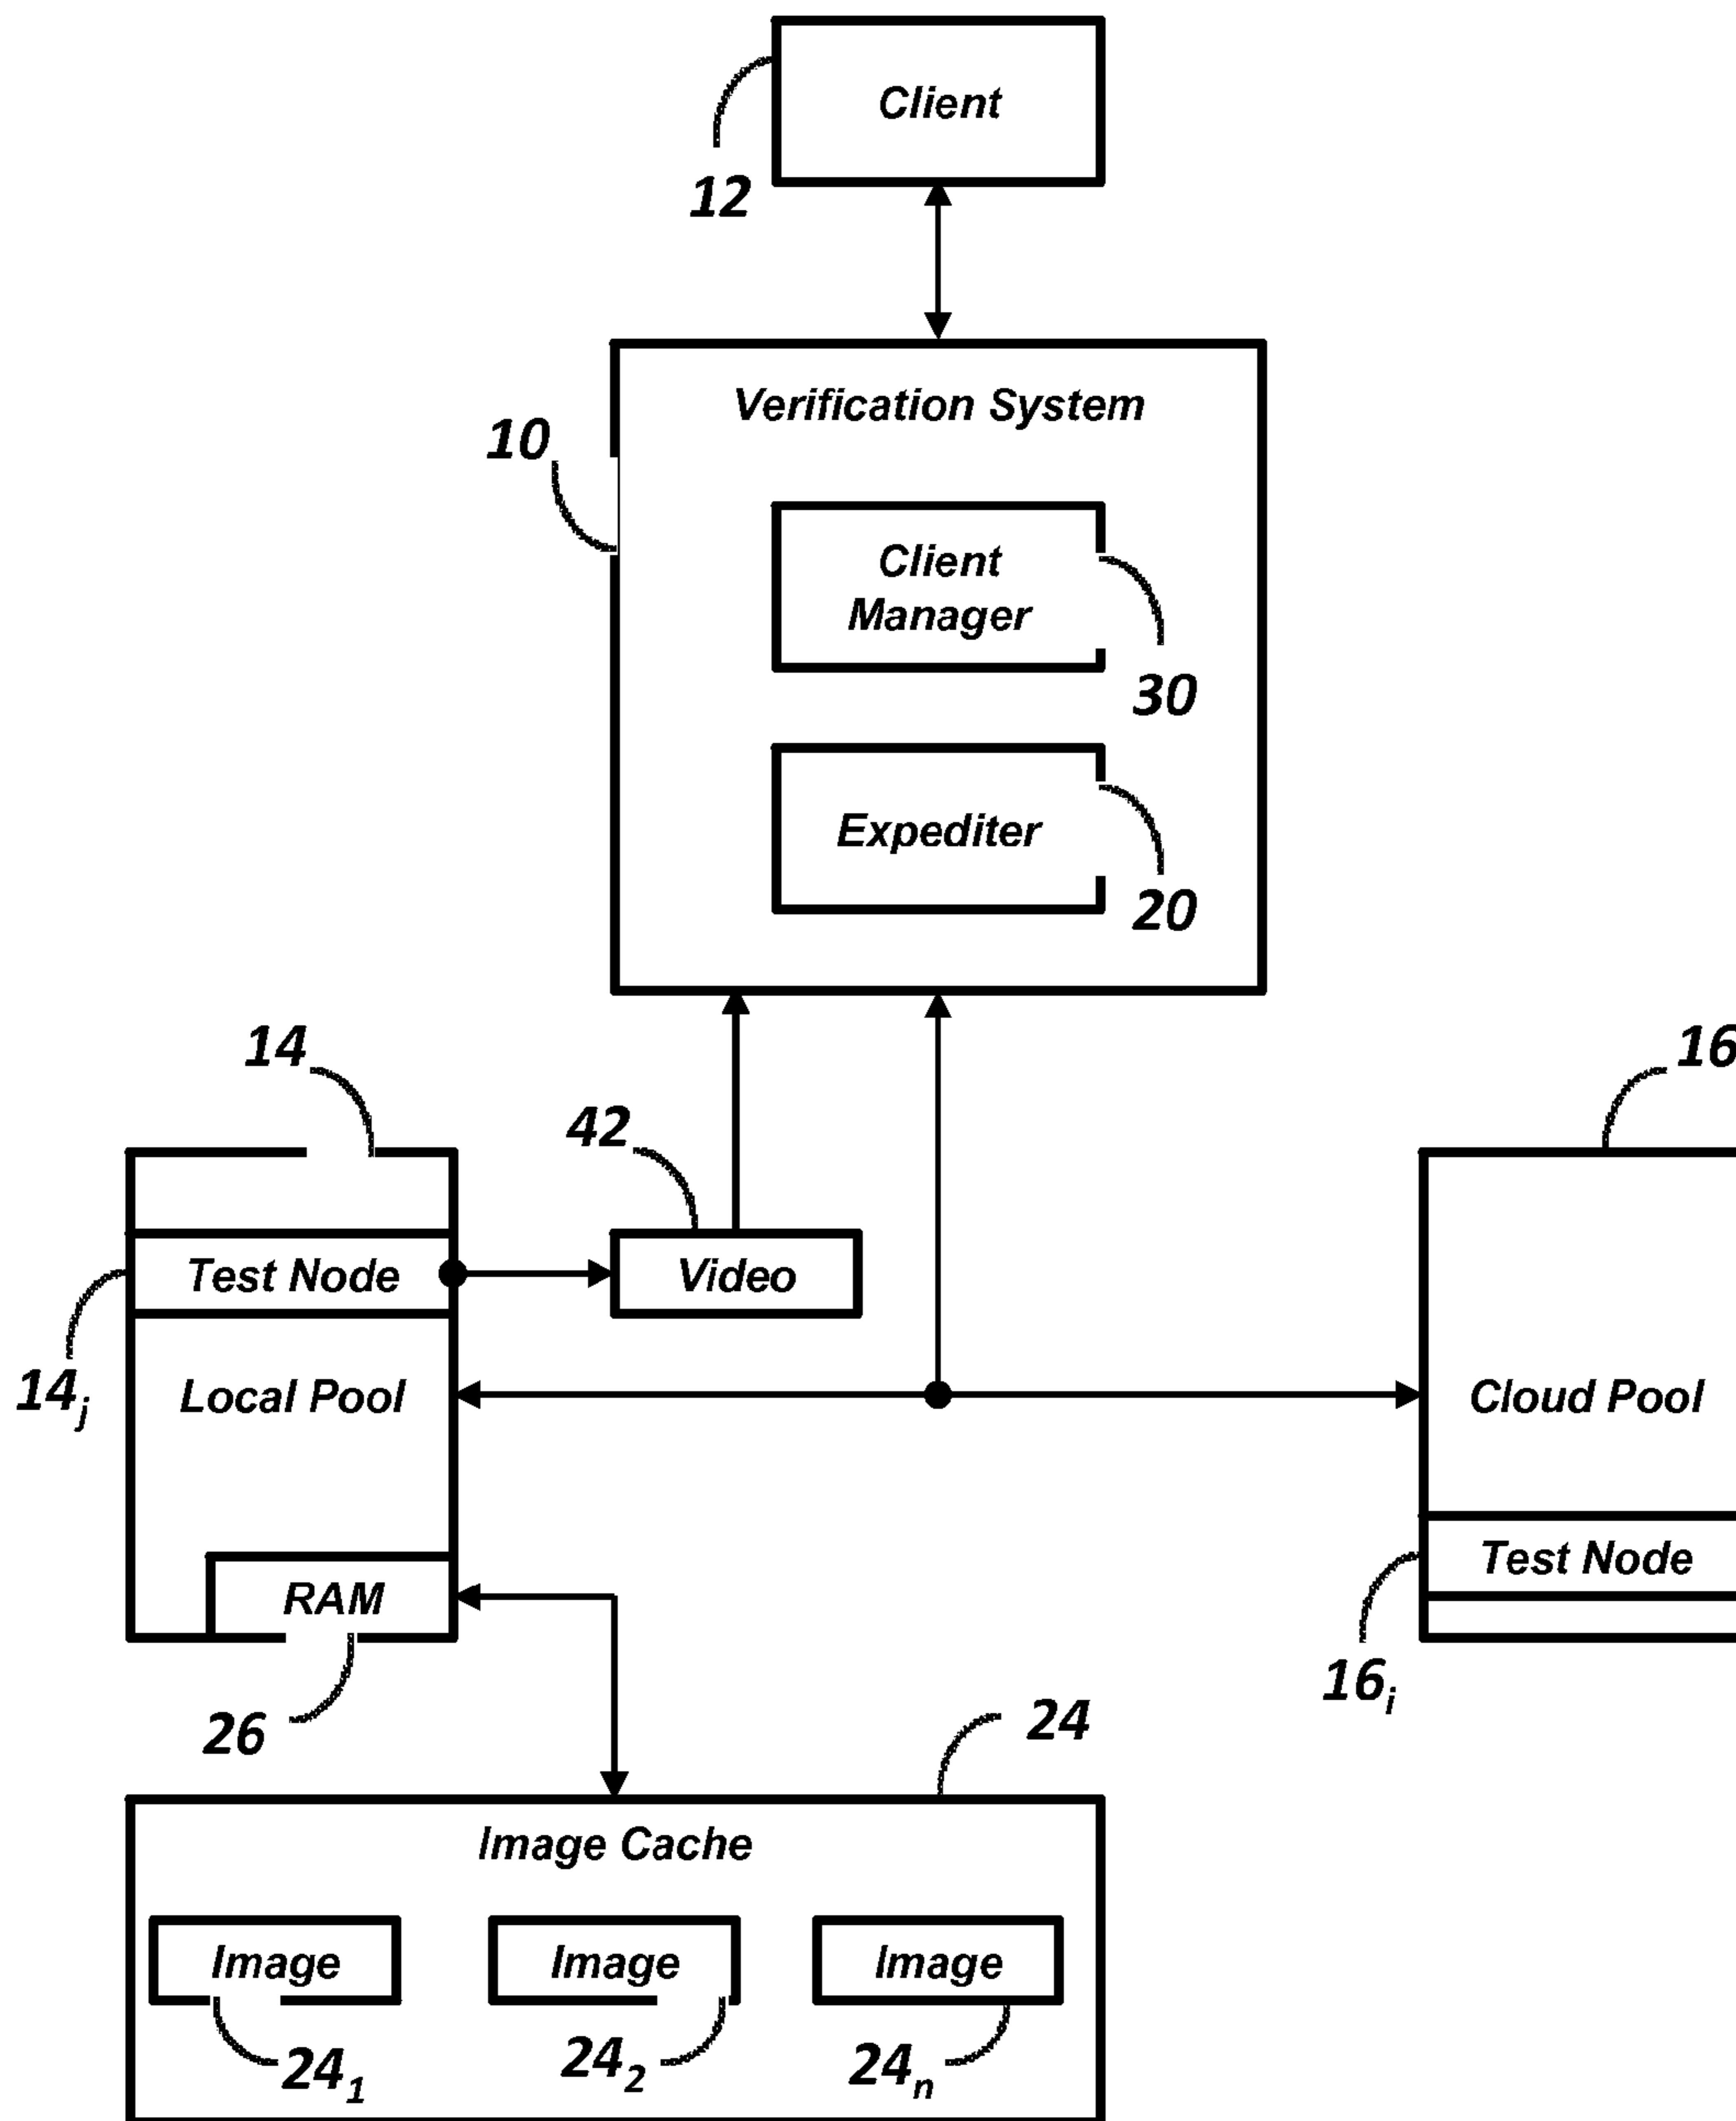 Client
12
Verification System
10
Client
Manager
30
Expediter
20
14
16
42
Test Node
Video
14j
Local Pool
Cloud Pool
RAM
Test Node
26
16i
24
Image Cache
Image
Image
Image
241
242
24n